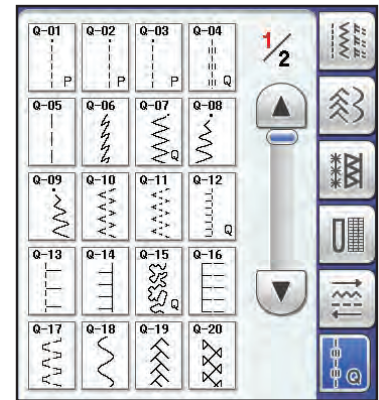 Q-01 Q-02 Q-03 Q-04 1/2
P P P Q
Q-05 Q-06 Q-07 Q-08
Q
Q-09 Q-10 Q-11 Q-12
Q
Q-13 Q-14 Q-15 Q-16
Q
Q-17 Q-18 Q-19 Q-20
Q